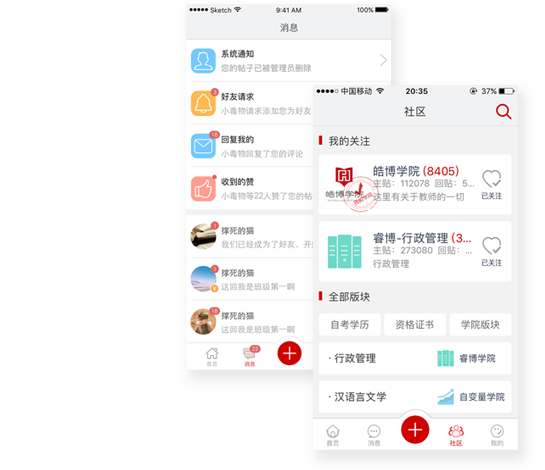 Sketch
9:41 AM
100%
消息
系统通知
您的帖子已被管理员删除
3
好友请求
小毒物请求添加您为好友
18
回复我的
小毒物回复了您的评论
收到的赞
小毒物等22人赞了您的帖
1
撑死的猫
我们已经成为了好友，开
1
撑死的猫
这回我是班级第一啊
18
撑死的猫
这回我是班级第一啊
首页
22
消息
中国移动
20:35
37%
社区
我的关注
皓博学院 (8405)
主贴：112078 回贴：5...
这里有关于教师的一切
已关注
皓博学院
睿博-行政管理 (3...
主贴：273080 回贴：...
行政管理
已关注
全部版块
自考学历
资格证书
学院版块
· 行政管理
睿博学院
· 汉语言文学
自变量学院
首页
消息
社区
我的